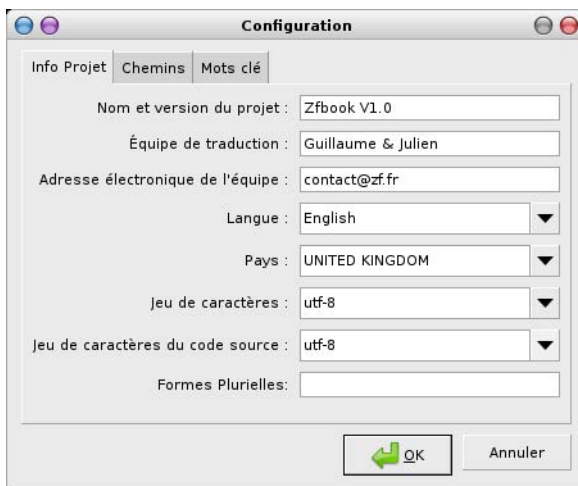 Configuration
Info Projet Chemins Mots clé
Nom et version du projet : Zfbook V1.0
Équipe de traduction : Guillaume & Julien
Adresse électronique de l'équipe : contact@zf.fr
Langue : English
Pays : UNITED KINGDOM
Jeu de caractères : utf-8
Jeu de caractères du code source : utf-8
Formes Plurielles:
OK Annuler